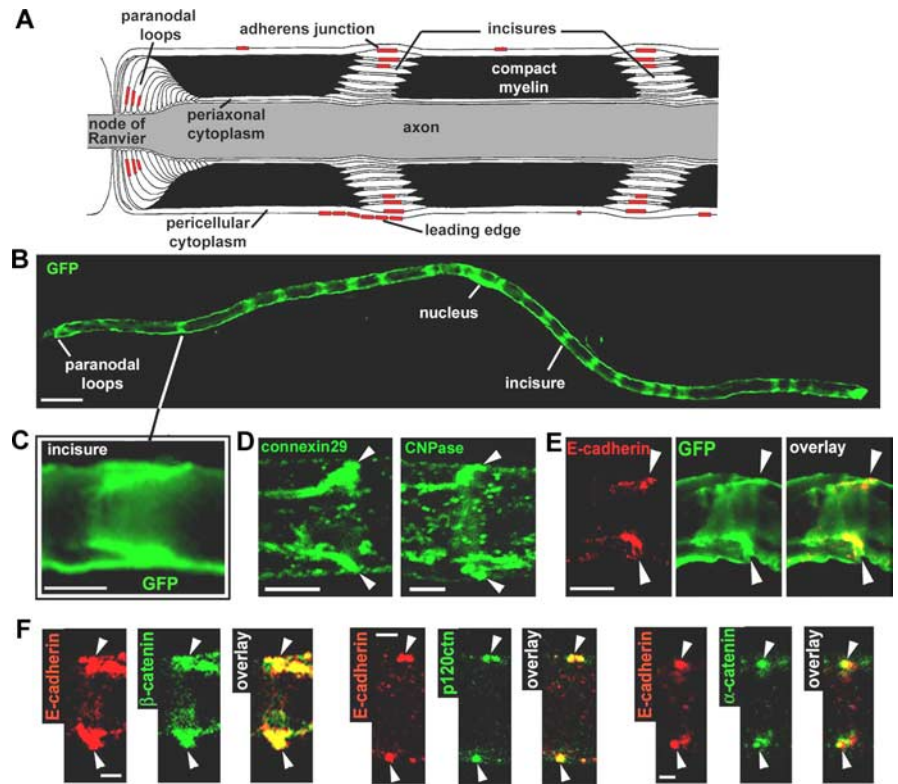 A
paranodal loops
adherens junction
incisures
compact myelin
periaxonal cytoplasm
axon
node of Ranvier
pericellular cytoplasm
leading edge
B
GFP
nucleus
paranodal loops
incisure
C
incisure
GFP
D
connexin29
CNPase
E
E-cadherin
GFP
overlay
F
E-cadherin
β-catenin
overlay
E-cadherin
p120ctn
overlay
E-cadherin
α-catenin
overlay